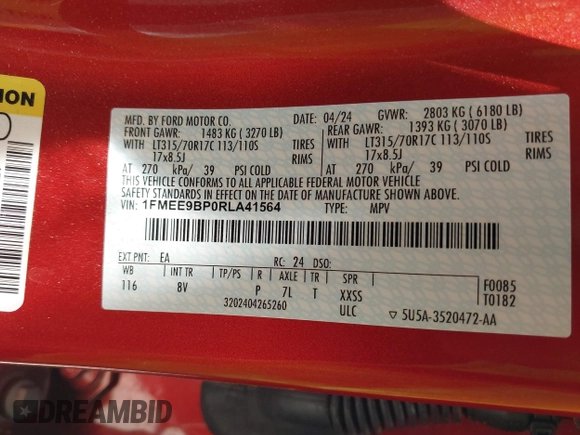 ION
MFD. BY FORD MOTOR CO. 04/24 GVWR: 2803 KG ( 6180 LB)
FRONT GAWR: 1483 KG ( 3270 LB) REAR GAWR: 1393 KG ( 3070 LB)
WITH LT315/70R17C 113/110S TIRES WITH LT315/70R17C 113/110S TIRES
17x8.5J RIMS 17x8.5J RIMS
AT 270 kPa/ 39 PSI COLD AT 270 kPa/ 39 PSI COLD
THIS VEHICLE CONFORMS TO ALL APPLICABLE FEDERAL MOTOR VEHICLE
SAFETY STANDARDS IN EFFECT ON THE DATE OF MANUFACTURE SHOWN ABOVE.
VIN: 1FMEE9BP0RLA41564 TYPE: MPV
EXT PNT: EA RC: 24 DSO:
WB INT TR TP/PS R AXLE TR SPR F0085
116 8V P 7L T XXSS T0182
3202404265260 ULC ▽ 5U5A-3520472-AA
DREAMBID